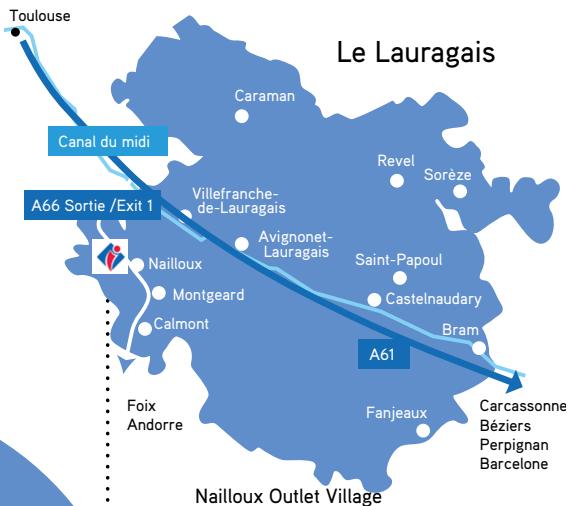 Toulouse
Le Lauragais
Caraman
Canal du midi
Revel
Sorèze
A66 Sortie /Exit 1
Villefranche-
de-Lauragais
Avignonet-
Lauragais
Nailloux
Saint-Papoul
Montgeard
Castelnaudary
Calmont
Bram
A61
Foix
Andorre
Fanjeaux
Carcassonne
Béziers
Perpignan
Barcelone
Nailloux Outlet Village